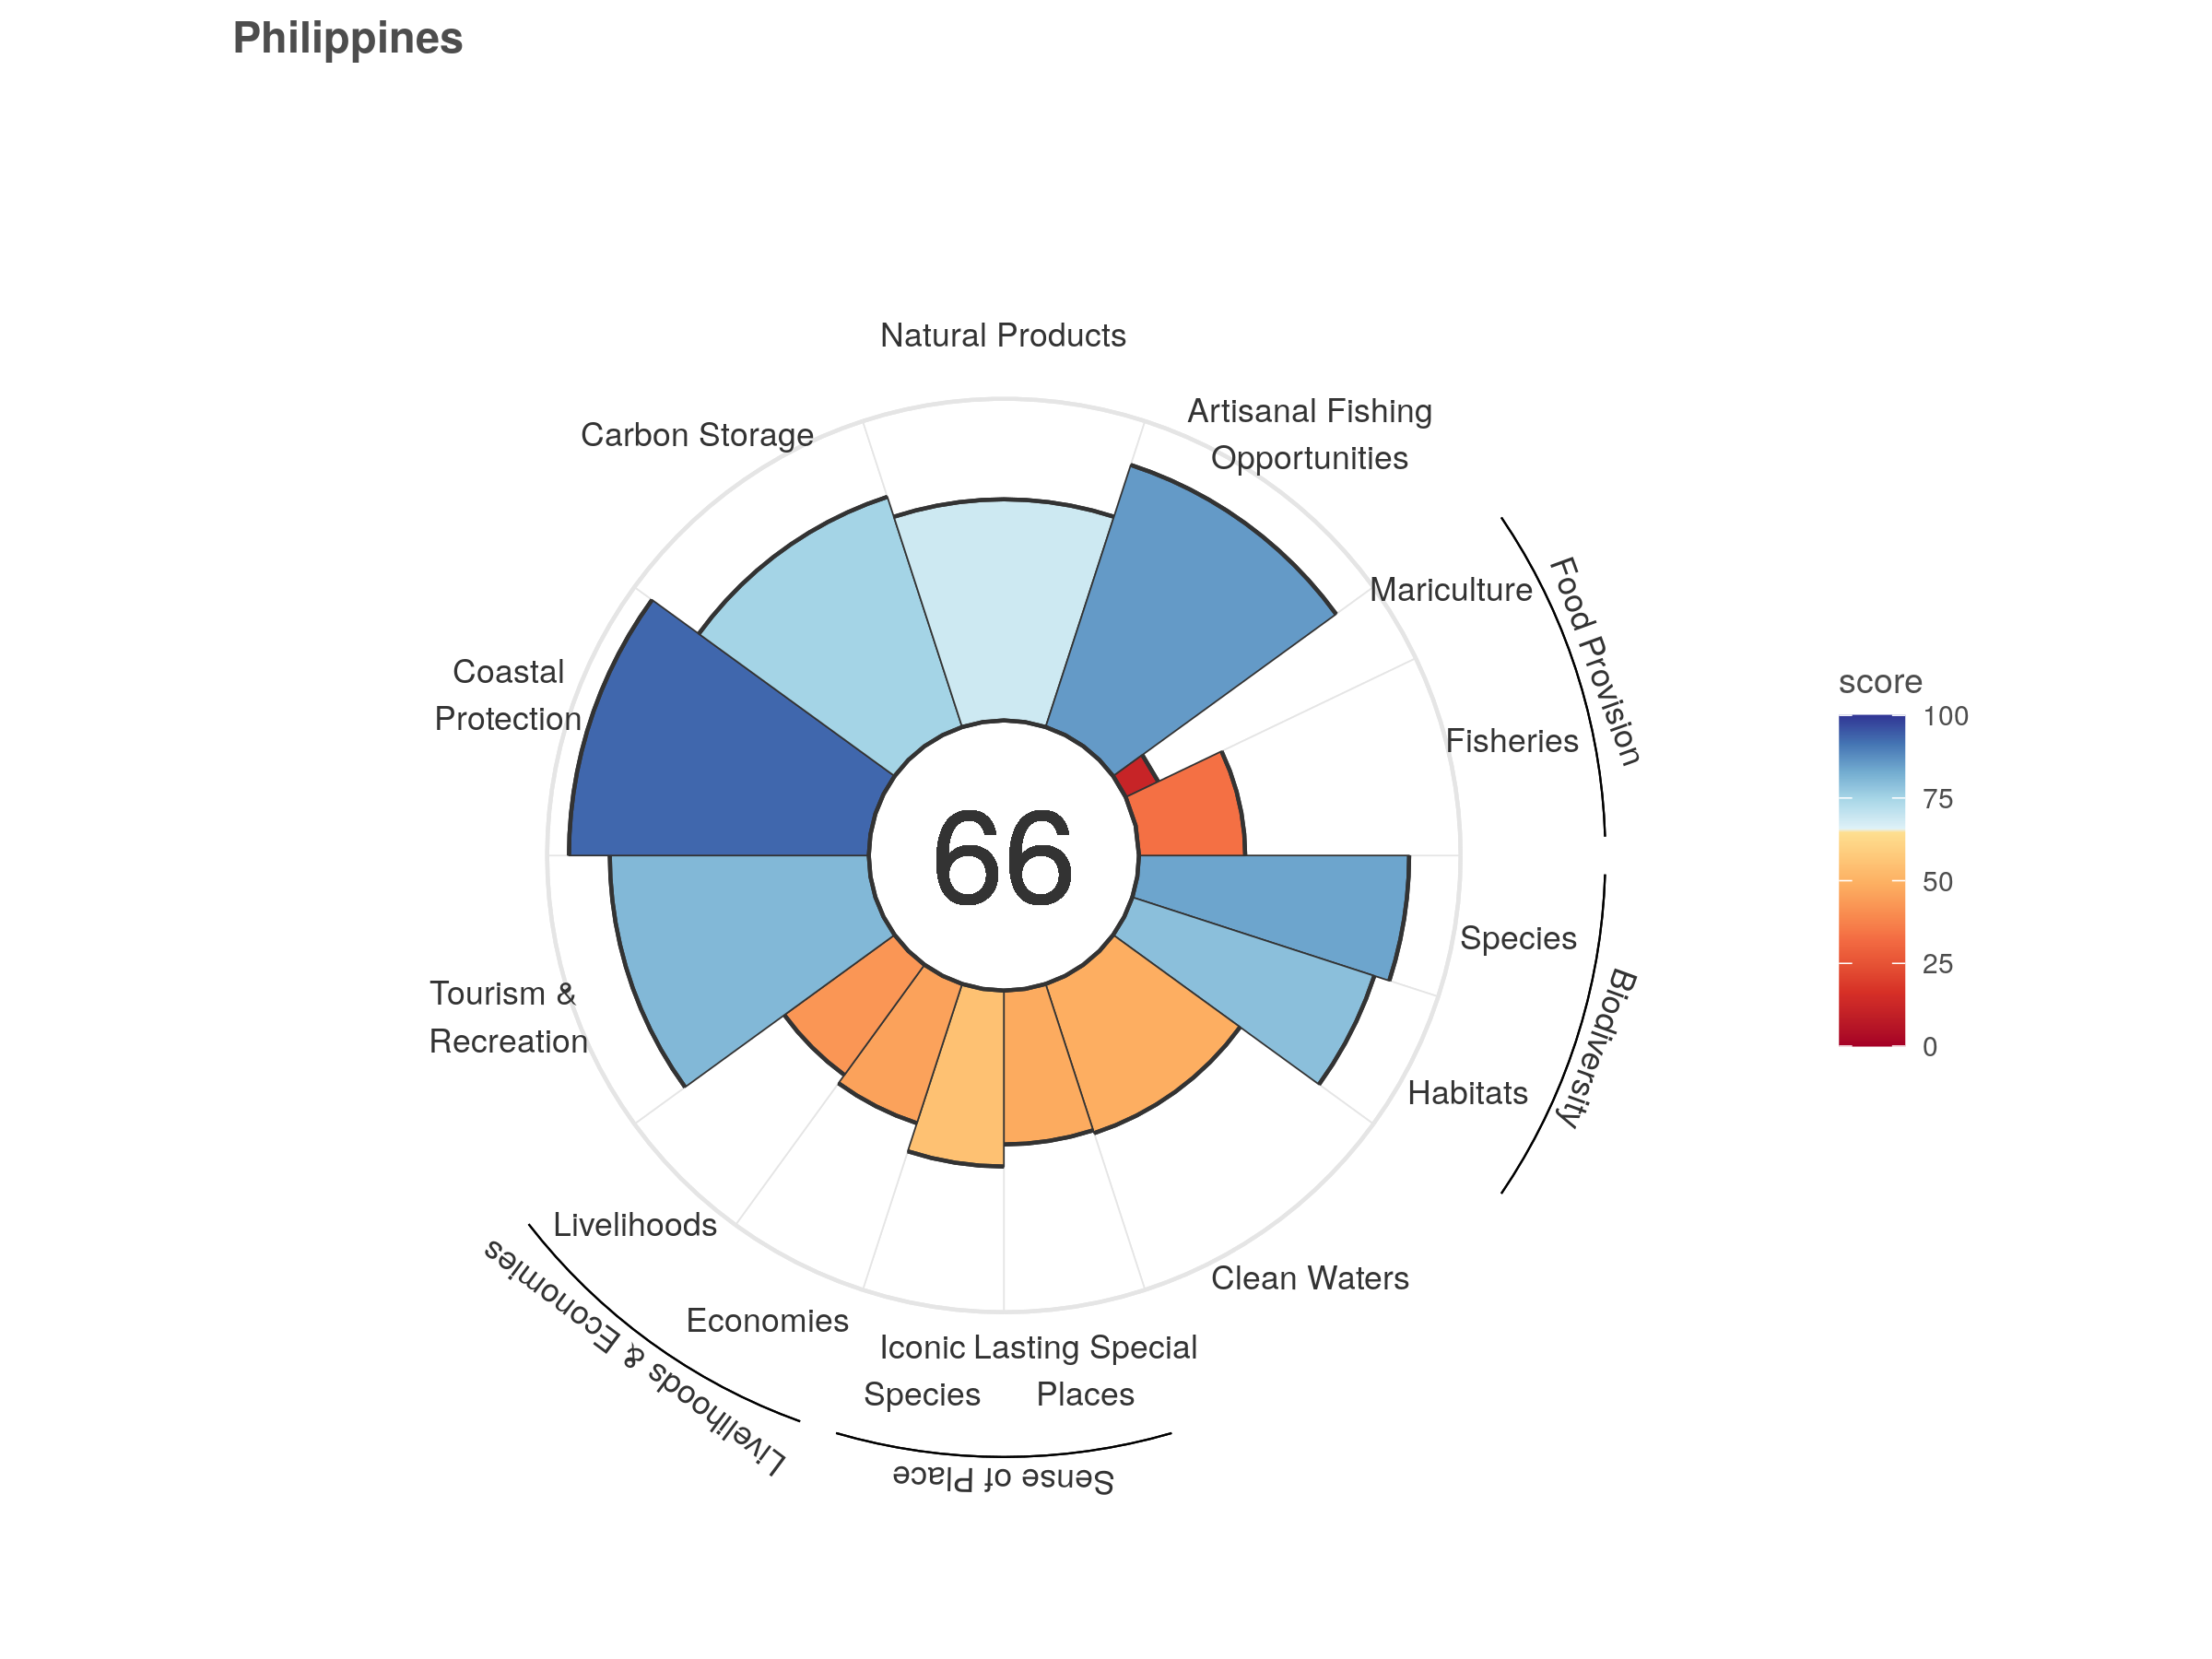 Philippines
Natural Products
Artisanal Fishing
Opportunities
Carbon Storage
Mariculture
Food Provision
Coastal
Protection
Fisheries
score
100
75
50
25
0
66
Species
Biodiversity
Tourism &
Recreation
Habitats
Livelihoods
Livelihoods & Economies
Clean Waters
Economies
Iconic
Species
Lasting Special
Places
Sense of Place